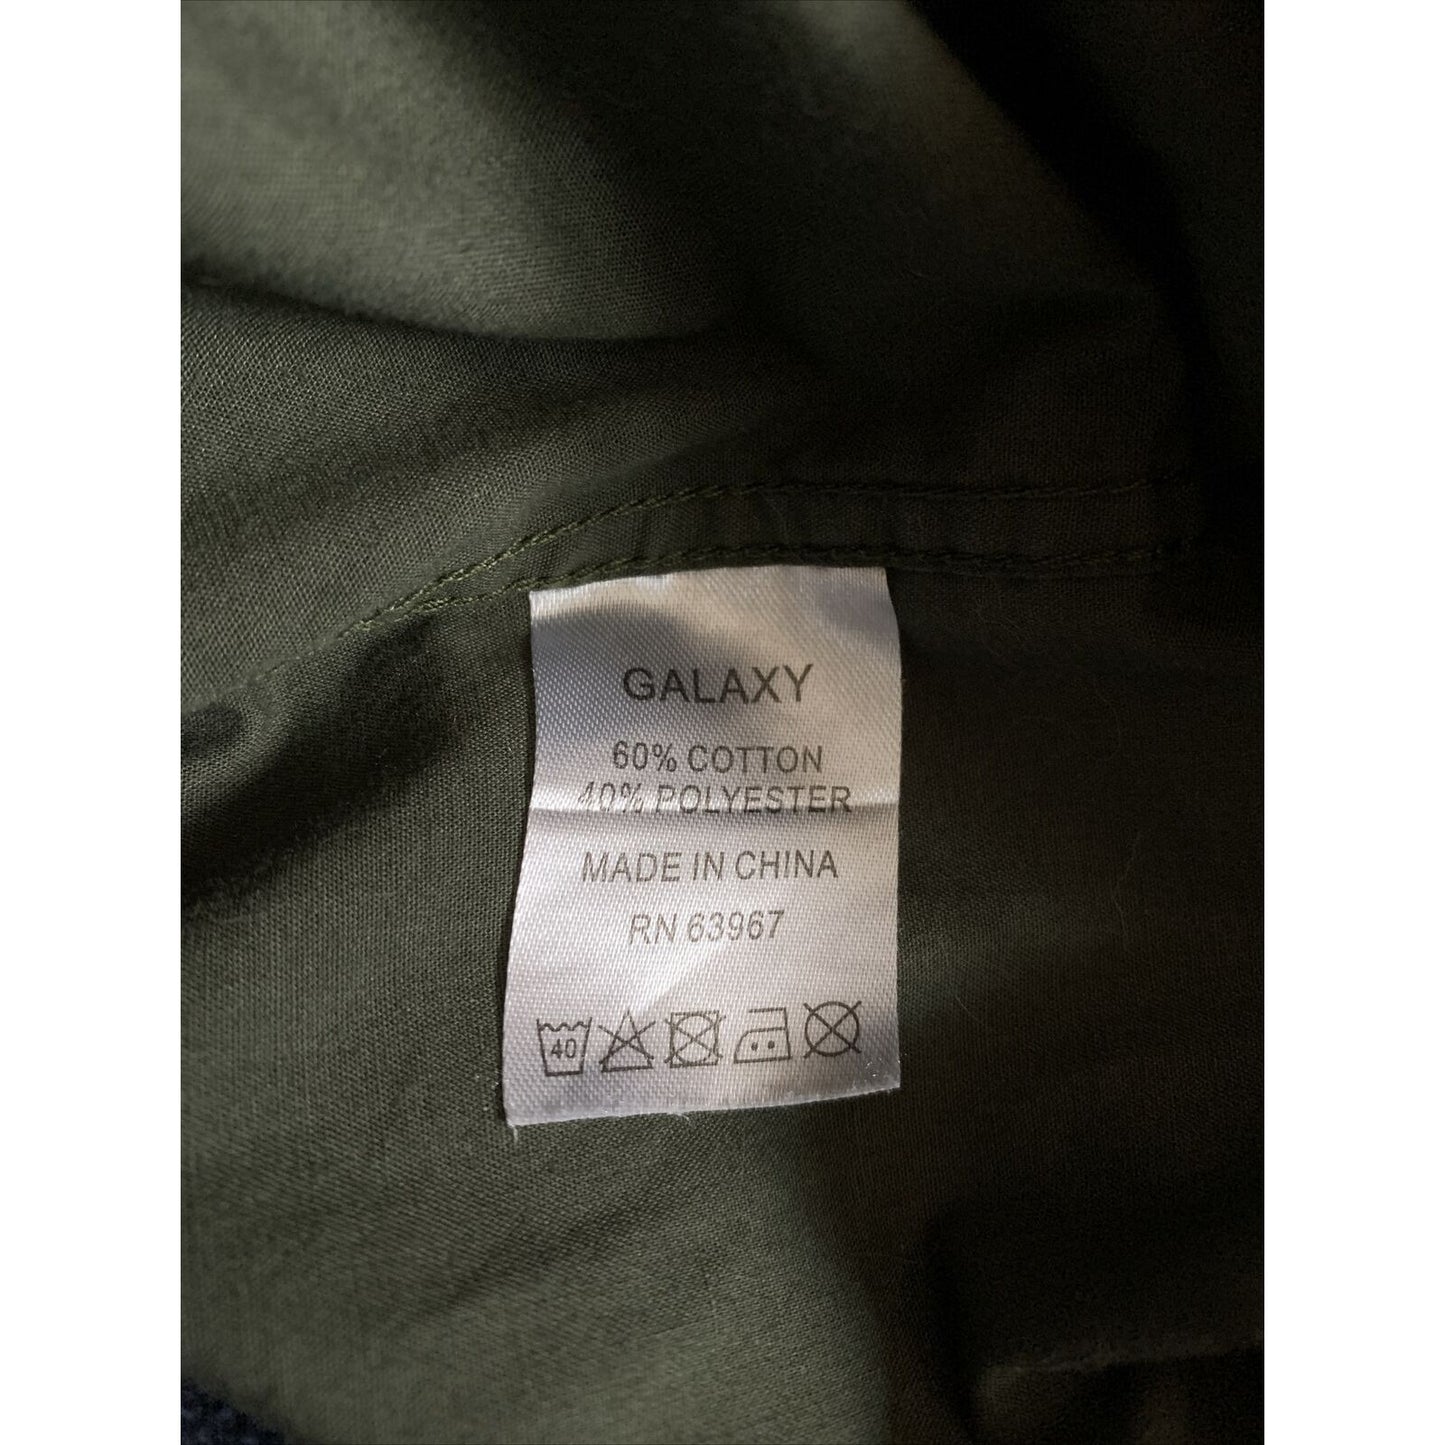 GALAXY
60% COTTON
40% POLYESTER
MADE IN CHINA
RN 63967
40